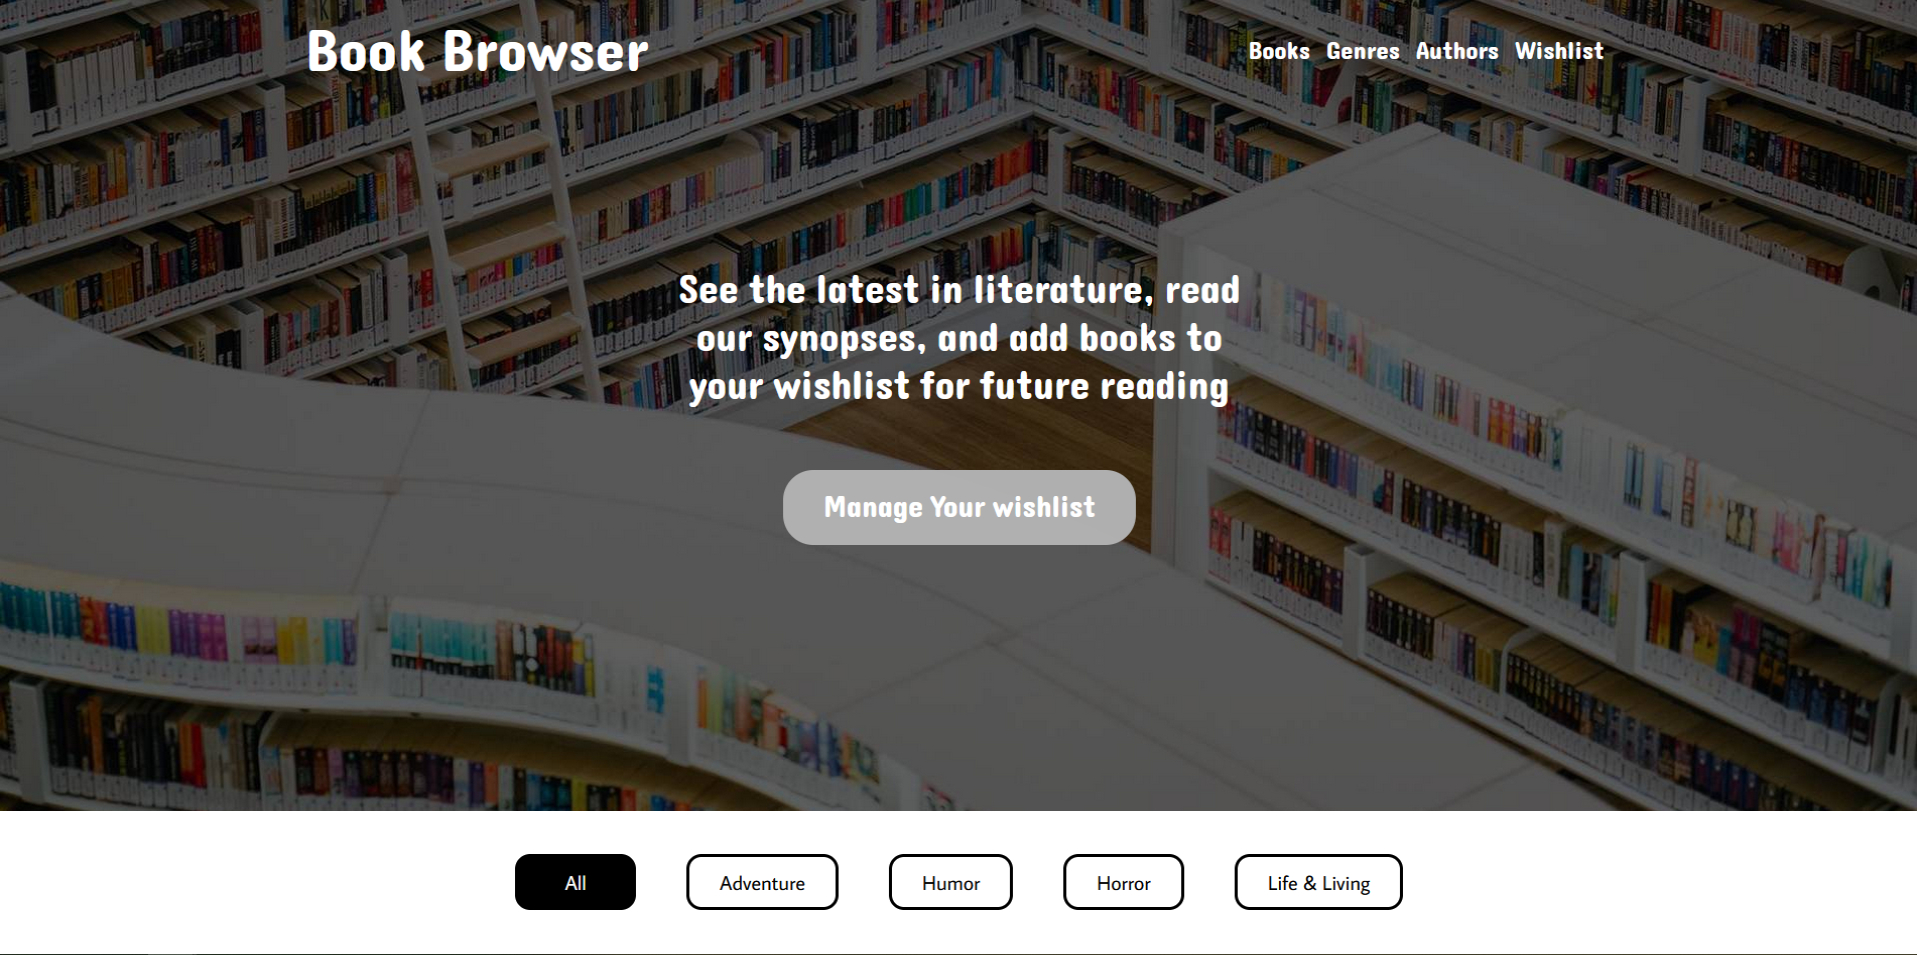 Book Browser
Books Genres Authors Wishlist
See the latest in literature, read
our synopses, and add books to
your wishlist for future reading
Manage Your wishlist
All Adventure Humor Horror Life & Living